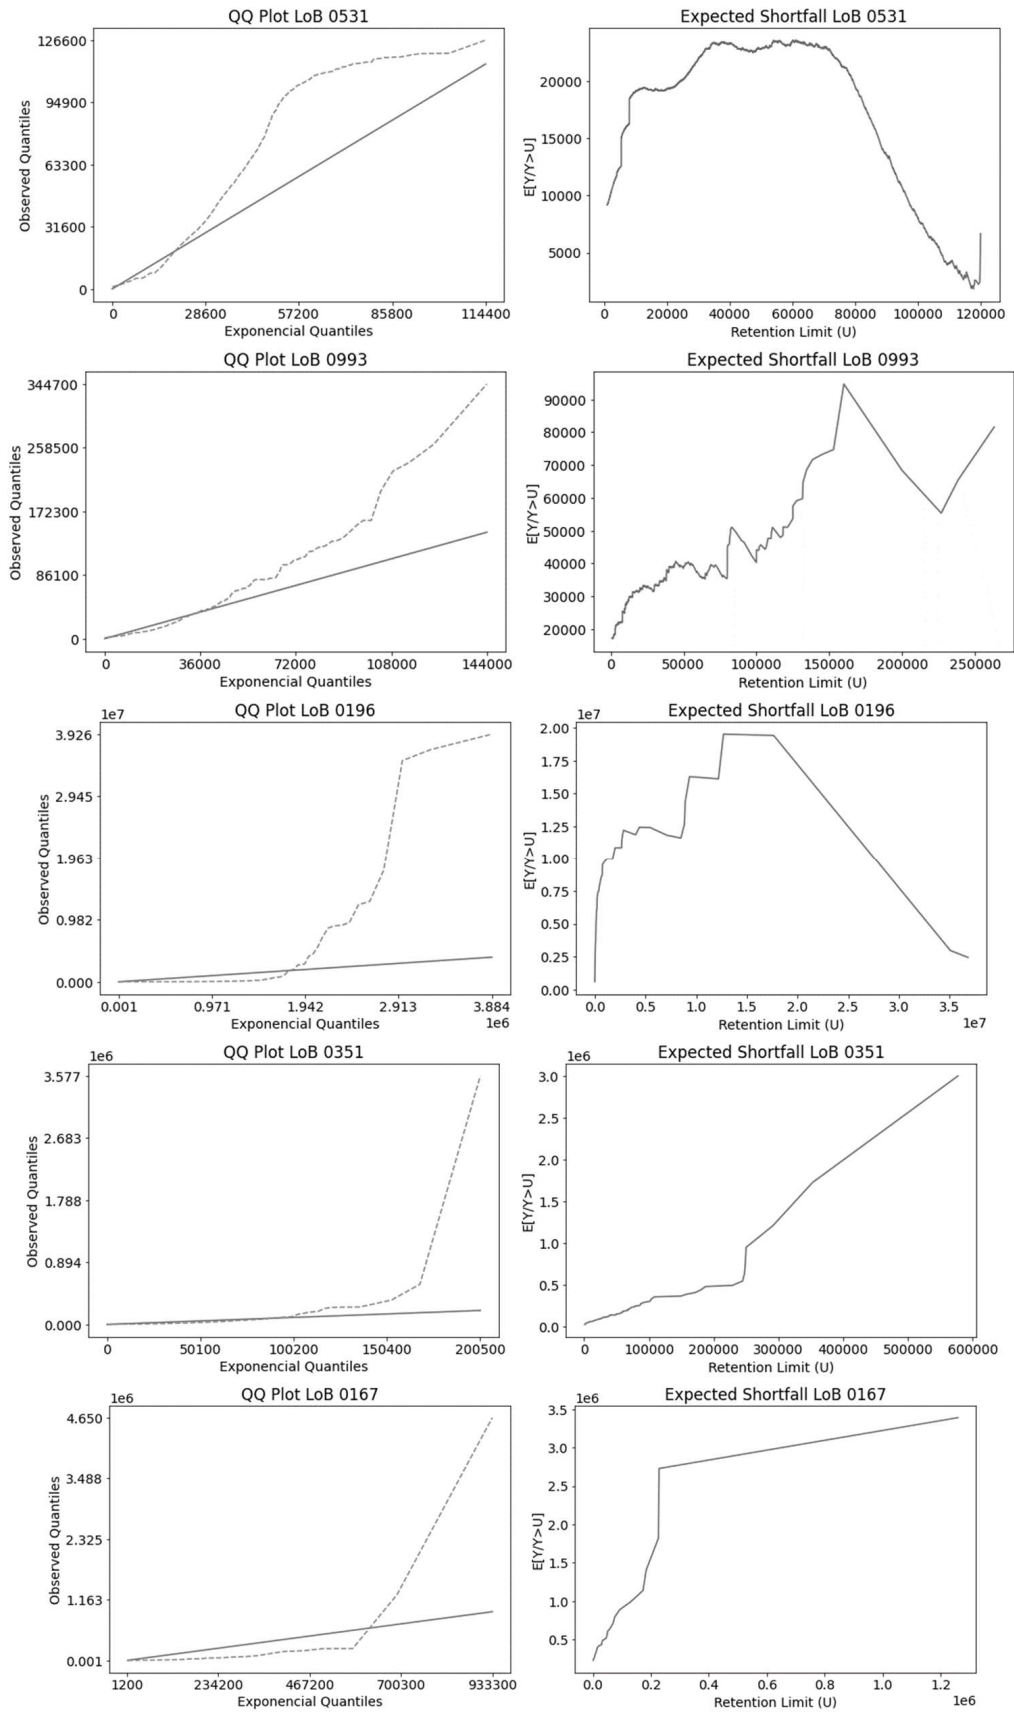 QQ Plot LoB 0531
126600
94900
63300
31600
0
Observed Quantiles
0 28600 57200 85800 114400
Exponencial Quantiles
Expected Shortfall LoB 0531
20000
15000
10000
5000
E[Y/Y>U]
0 20000 40000 60000 80000 100000 120000
Retention Limit (U)
QQ Plot LoB 0993
344700
258500
172300
86100
0
Observed Quantiles
0 36000 72000 108000 144000
Exponencial Quantiles
Expected Shortfall LoB 0993
90000
80000
70000
60000
50000
40000
30000
20000
E[Y/Y>U]
0 50000 100000 150000 200000 250000
Retention Limit (U)
QQ Plot LoB 0196
1e7
3.926
2.945
1.963
0.982
0.000
Observed Quantiles
0.001 0.971 1.942 2.913 3.884
Exponencial Quantiles
1e6
Expected Shortfall LoB 0196
1e7
2.00
1.75
1.50
1.25
1.00
0.75
0.50
0.25
0.00
E[Y/Y>U]
0.0 0.5 1.0 1.5 2.0 2.5 3.0 3.5
Retention Limit (U)
1e7
QQ Plot LoB 0351
1e6
3.577
2.683
1.788
0.894
0.000
Observed Quantiles
0 50100 100200 150400 200500
Exponencial Quantiles
Expected Shortfall LoB 0351
1e6
3.0
2.5
2.0
1.5
1.0
0.5
0.0
E[Y/Y>U]
0 100000 200000 300000 400000 500000 600000
Retention Limit (U)
QQ Plot LoB 0167
1e6
4.650
3.488
2.325
1.163
0.001
Observed Quantiles
1200 234200 467200 700300 933300
Exponencial Quantiles
Expected Shortfall LoB 0167
1e6
3.5
3.0
2.5
2.0
1.5
1.0
0.5
E[Y/Y>U]
0.0 0.2 0.4 0.6 0.8 1.0 1.2
Retention Limit (U)
1e6